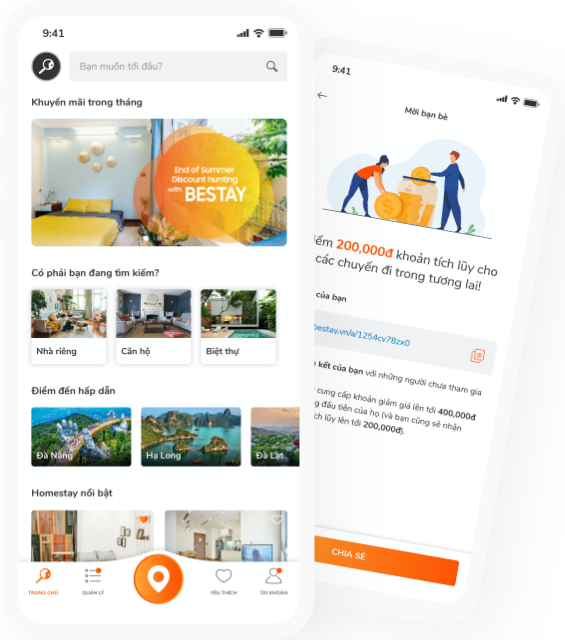 9:41
Bạn muốn tới đâu?
Khuyến mãi trong tháng
End of Summer
Discount hunting
with BESTAY
Có phải bạn đang tìm kiếm?
Nhà riêng
Căn hộ
Biệt thự
Điểm đến hấp dẫn
Đà Nẵng
Hạ Long
Đà Lạt
Homestay nổi bật
TRANG CHỦ
QUẢN LÝ
YÊU THÍCH
TÀI KHOẢN
9:41
Mời bạn bè
iếm 200,000đ khoản tích lũy cho
các chuyến đi trong tương lai!
của bạn
bestay.vn/a/1254cv78zx0
kết của bạn với những người chưa tham gia
cung cấp khoản giảm giá lên tới 400,000đ
g đầu tiên của họ (và bạn cũng sẽ nhận
ích lũy lên tới 200,000đ).
CHIA SẺ